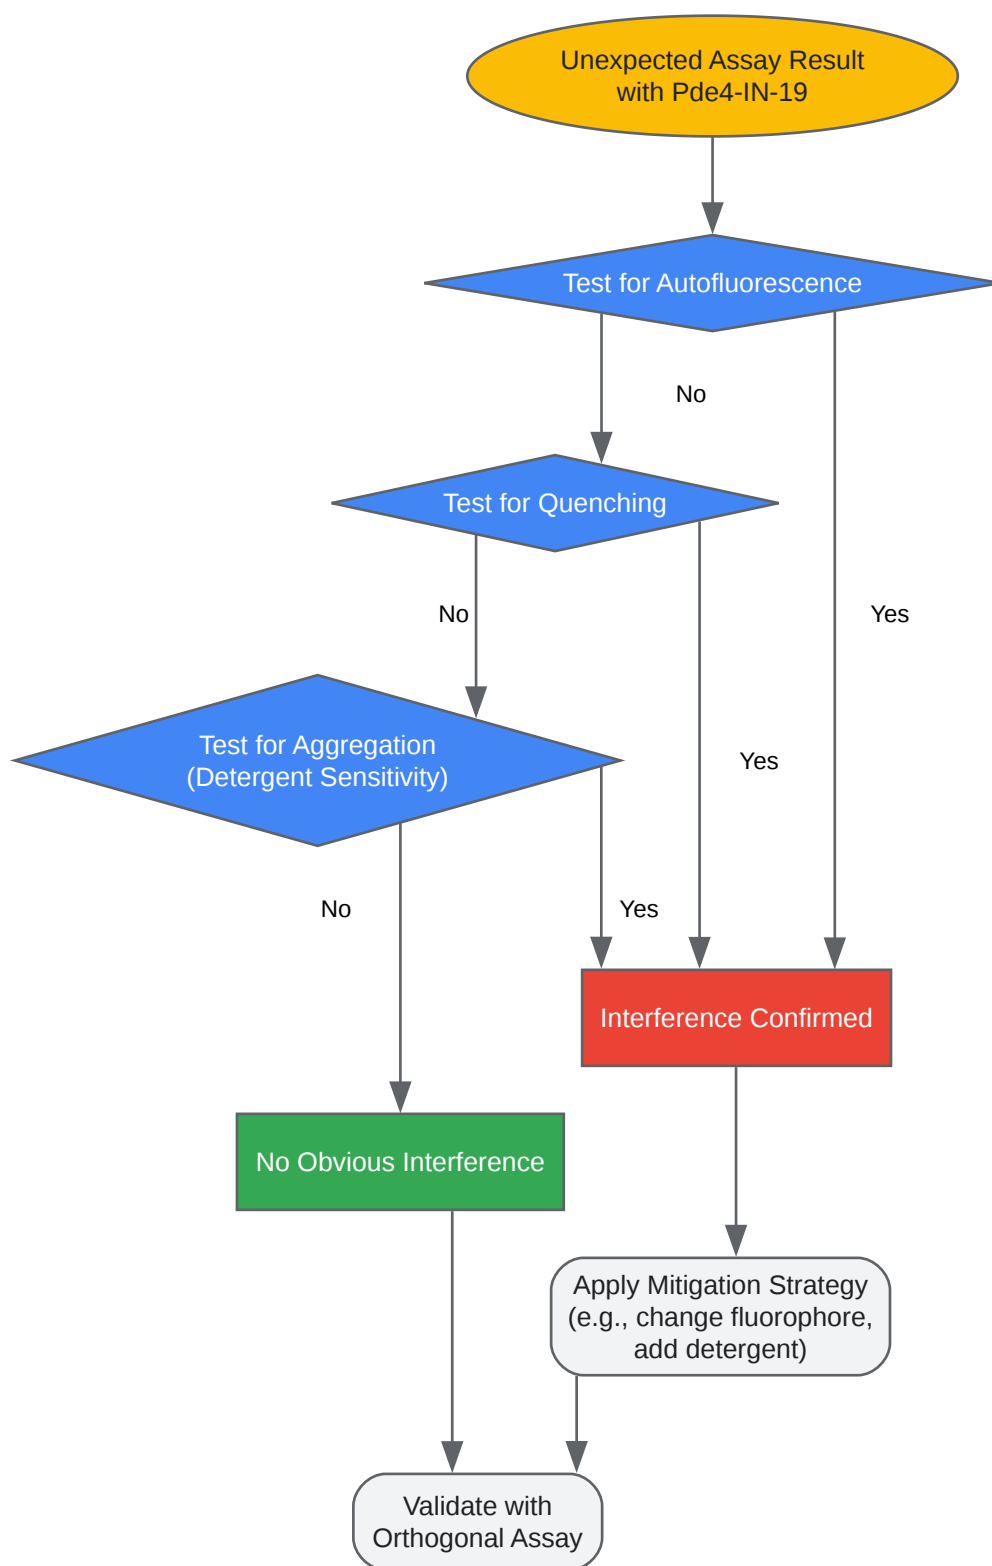 Unexpected Assay Result
with Pde4-IN-19
Test for Autofluorescence
No
Test for Quenching
No
Yes
Test for Aggregation
(Detergent Sensitivity)
Yes
No
Yes
Interference Confirmed
No Obvious Interference
Apply Mitigation Strategy
(e.g., change fluorophore,
add detergent)
Validate with
Orthogonal Assay